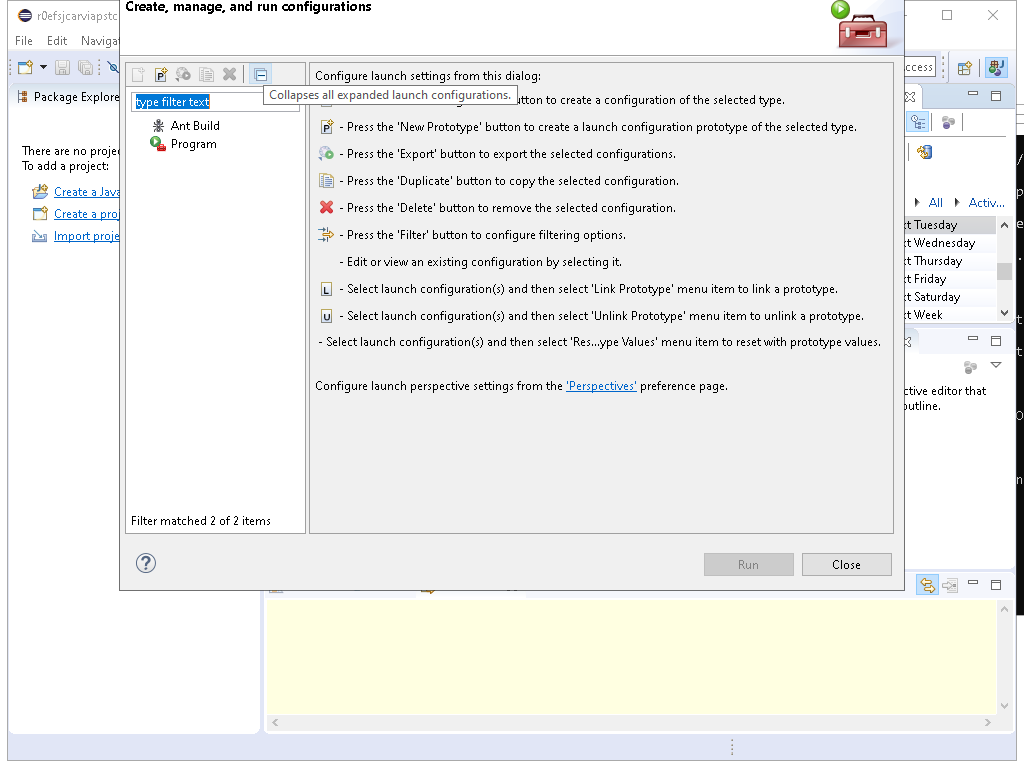 Create, manage, and run configurations
r0efsjcarviapstc
File Edit Navigat
ccess
Package Explore
Configure launch settings from this dialog:
Collapses all expanded launch configurations.
utton to create a configuration of the selected type.
type filter text
Ant Build
Program
- Press the 'New Prototype' button to create a launch configuration prototype of the selected type.
- Press the 'Export' button to export the selected configurations.
- Press the 'Duplicate' button to copy the selected configuration.
- Press the 'Delete' button to remove the selected configuration.
- Press the 'Filter' button to configure filtering options.
- Edit or view an existing configuration by selecting it.
- Select launch configuration(s) and then select 'Link Prototype' menu item to link a prototype.
- Select launch configuration(s) and then select 'Unlink Prototype' menu item to unlink a prototype.
- Select launch configuration(s) and then select 'Res...ype Values' menu item to reset with prototype values.
Configure launch perspective settings from the 'Perspectives' preference page.
There are no projec
To add a project:
Create a Java
Create a proj
Import proje
All Activ...
xt Tuesday
xt Wednesday
xt Thursday
xt Friday
xt Saturday
xt Week
ctive editor that
outline.
Filter matched 2 of 2 items
Run
Close